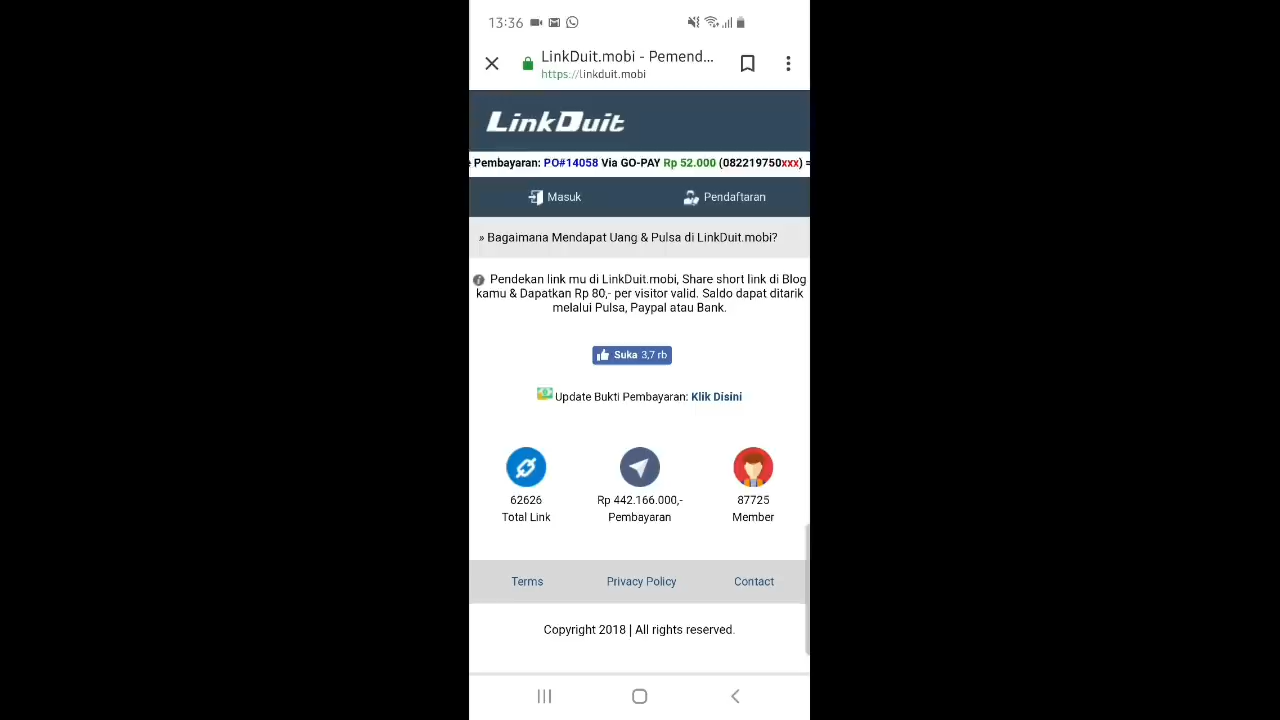 13:36
LinkDuit.mobi - Pemend...
https://linkduit.mobi
LinkDuit
Pembayaran: PO#14058 Via GO-PAY Rp 52.000 (082219750xxx) =
Masuk
Pendaftaran
» Bagaimana Mendapat Uang & Pulsa di LinkDuit.mobi?
Pendekan link mu di LinkDuit.mobi, Share short link di Blog
kamu & Dapatkan Rp 80,- per visitor valid. Saldo dapat ditarik
melalui Pulsa, Paypal atau Bank.
Suka 3,7 rb
Update Bukti Pembayaran: Klik Disini
62626
Total Link
Rp 442.166.000,-
Pembayaran
87725
Member
Terms
Privacy Policy
Contact
Copyright 2018 | All rights reserved.